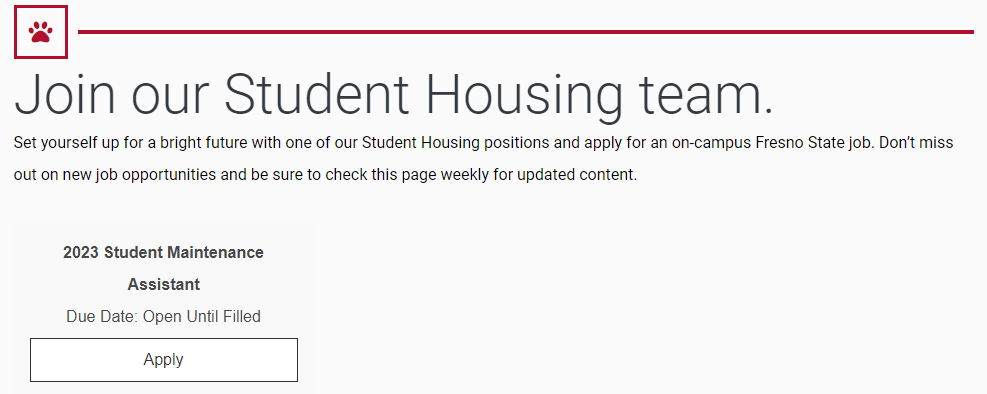 Join our Student Housing team.
Set yourself up for a bright future with one of our Student Housing positions and apply for an on-campus Fresno State job. Don’t miss
out on new job opportunities and be sure to check this page weekly for updated content.
2023 Student Maintenance
Assistant
Due Date: Open Until Filled
Apply